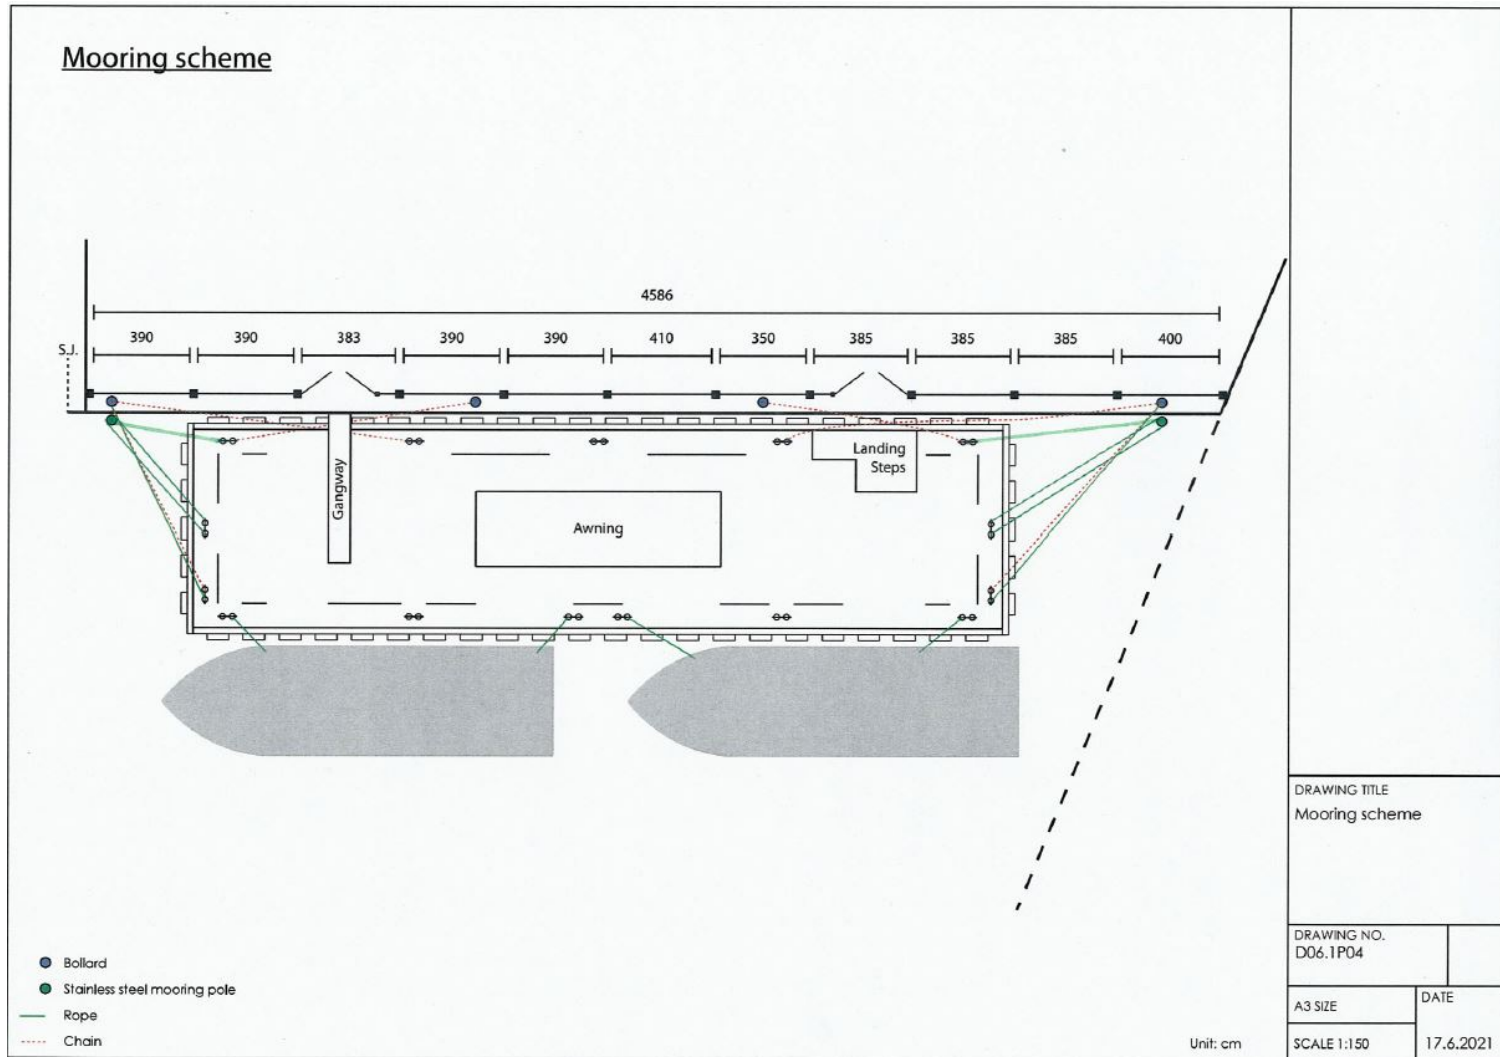 Mooring scheme
4586
390 390 383 390 390 410 350 385 385 385 400
S.J.
Gangway
Landing
Steps
Awning
Bollard
Stainless steel mooring pole
Rope
Chain
Unit: cm
DRAWING TITLE
Mooring scheme
DRAWING NO.
D06.1P04
A3 SIZE
DATE
SCALE 1:150
17.6.2021